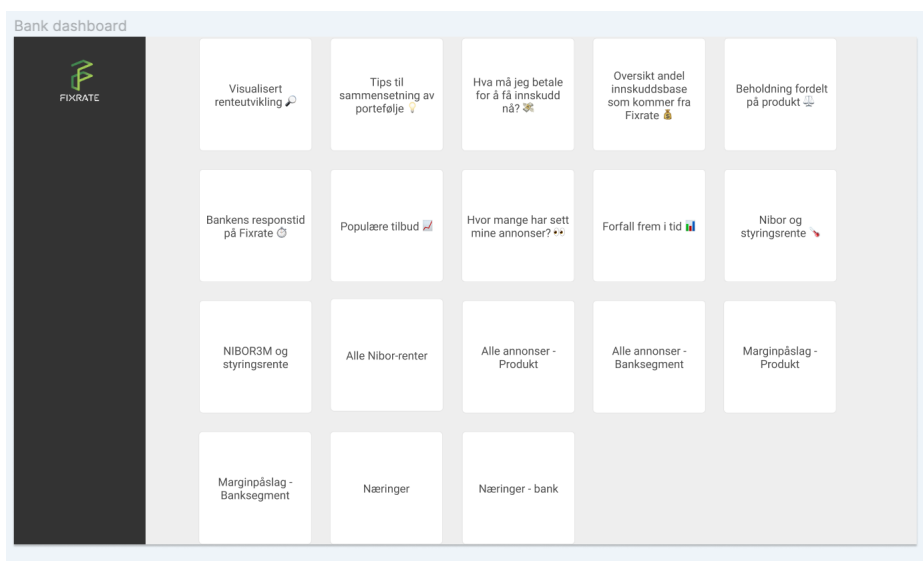 Bank dashboard
FIXRATE
Visualisert
renteutvikling 🔎
Tips til
sammensetning av
portefølje 💡
Hva må jeg betale
for å få innskudd
nå? 💸
Oversikt andel
innskuddsbase
som kommer fra
Fixrate 💰
Beholdning fordelt
på produkt ⚖️
Bankens responstid
på Fixrate ⏱️
Populære tilbud 📈
Hvor mange har sett
mine annonser? 👀
Forfall frem i tid 📊
Nibor og
styringsrente 🌡️
NIBOR3M og
styringsrente
Alle Nibor-renter
Alle annonser -
Produkt
Alle annonser -
Banksegment
Marginpåslag -
Produkt
Marginpåslag -
Banksegment
Næringer
Næringer - bank